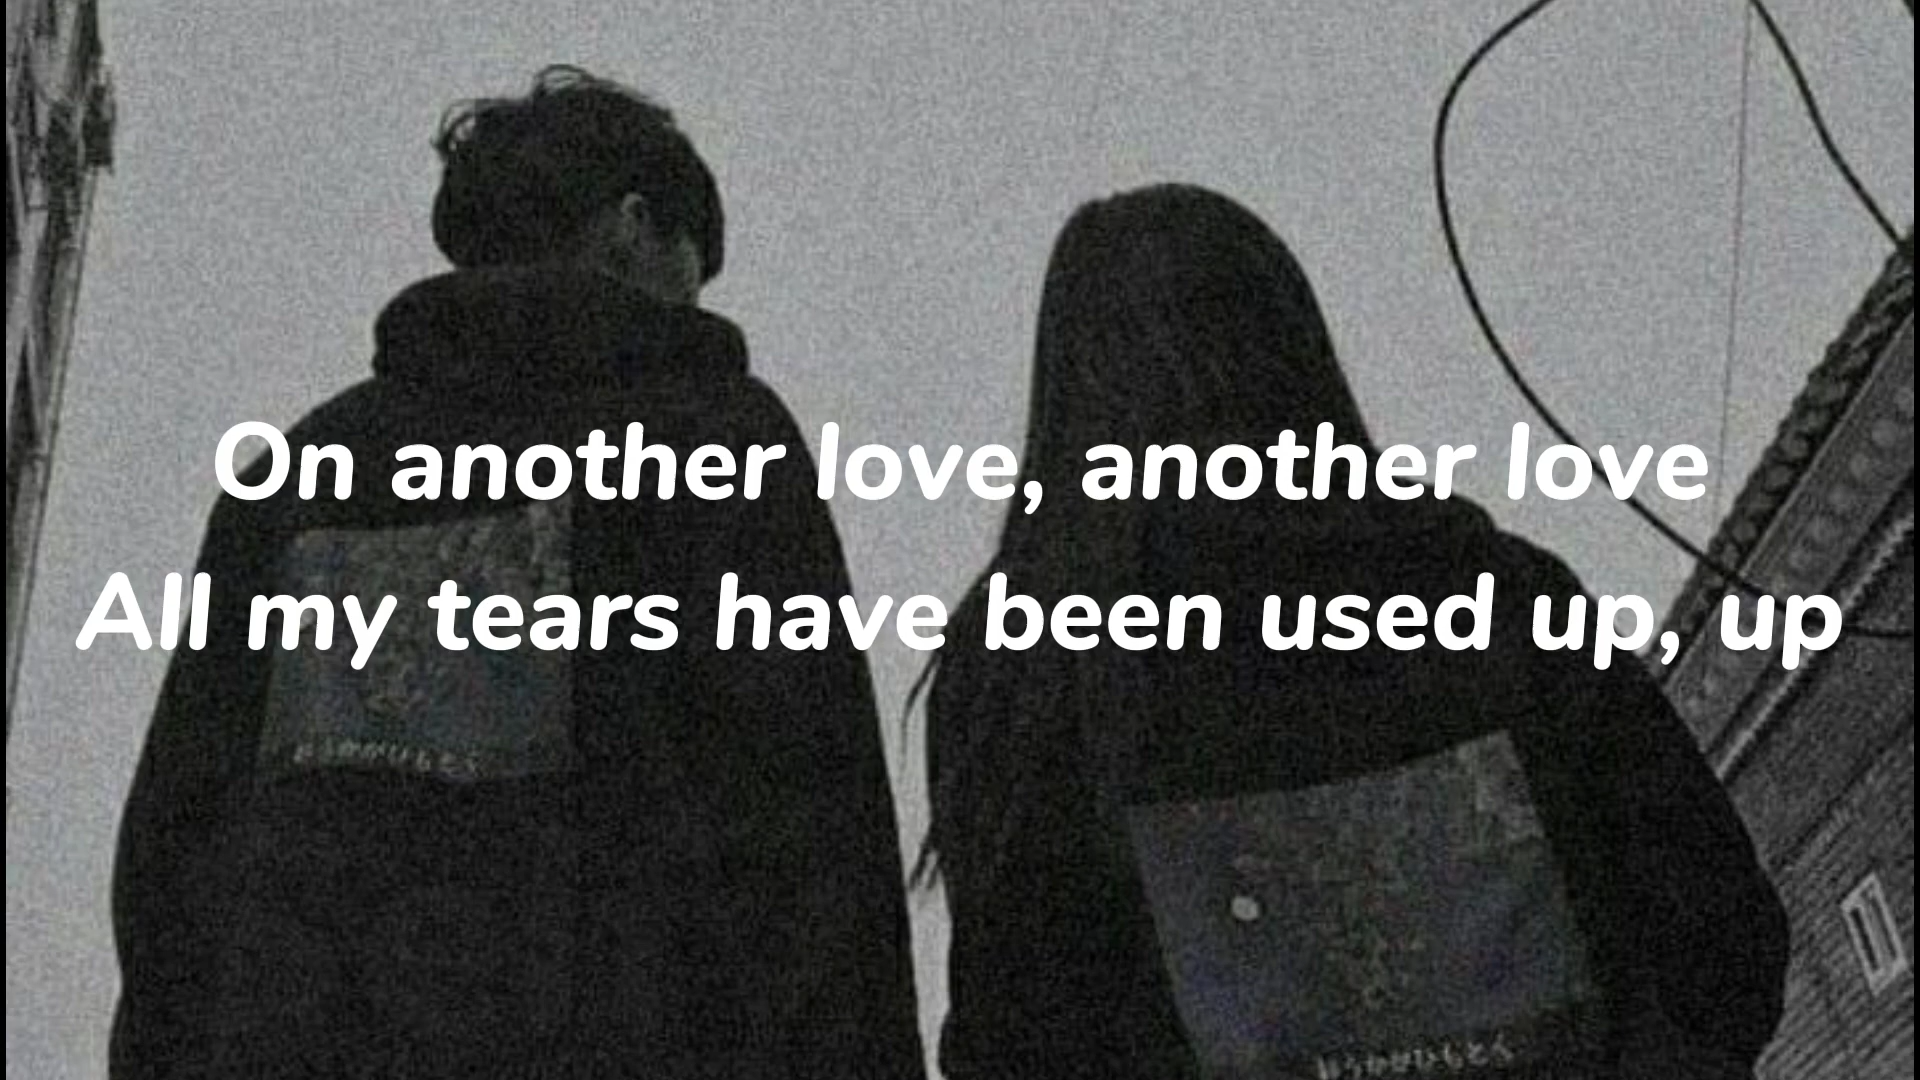 On another love, another love
All my tears have been used up, up